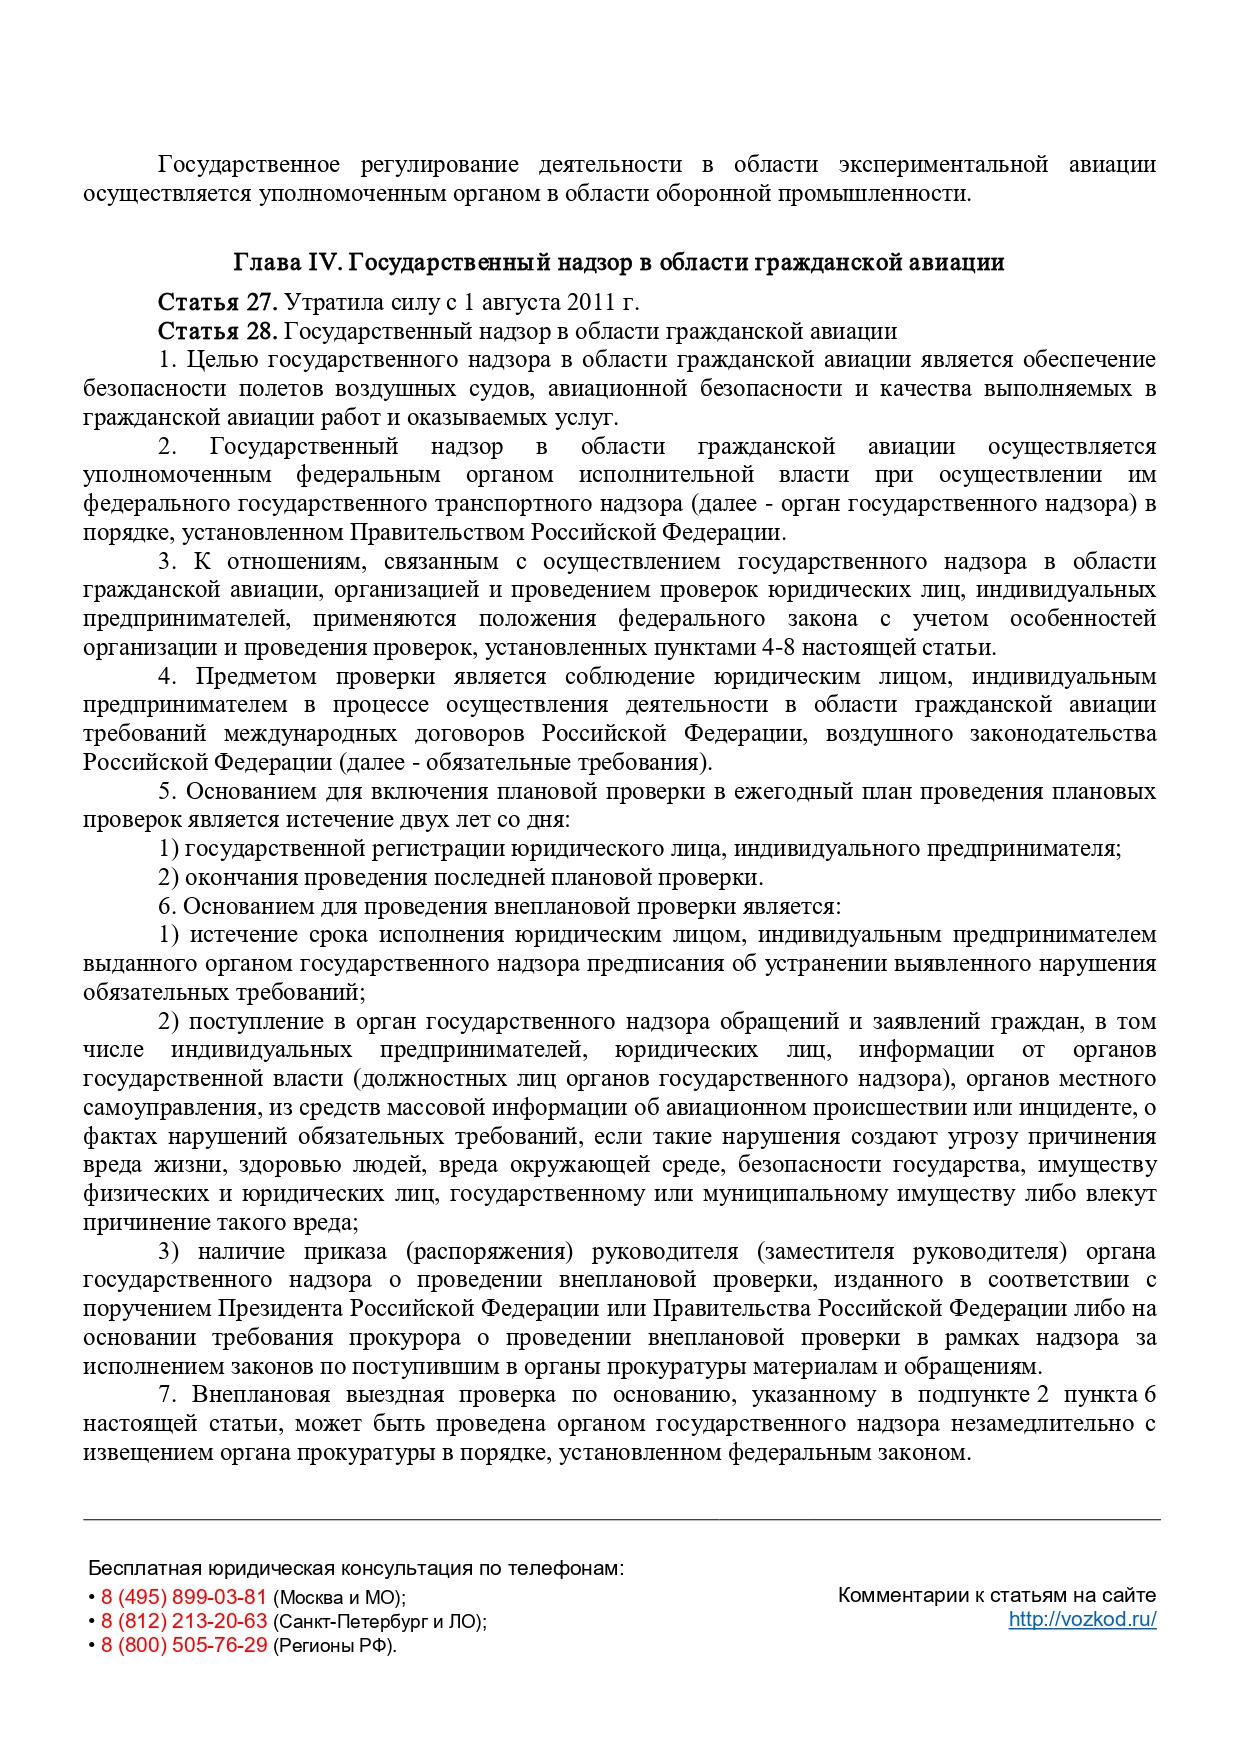 Государственное регулирование деятельности в области экспериментальной авиации
осуществляется уполномоченным органом в области оборонной промышленности.
Глава IV. Государственный надзор в области гражданской авиации
Статья 27. Утратила силу с 1 августа 2011 г.
Статья 28. Государственный надзор в области гражданской авиации
1. Целью государственного надзора в области гражданской авиации является обеспечение
безопасности полетов воздушных судов, авиационной безопасности и качества выполняемых в
гражданской авиации работ и оказываемых услуг.
2. Государственный надзор в области гражданской авиации осуществляется
уполномоченным федеральным органом исполнительной власти при осуществлении им
федерального государственного транспортного надзора (далее - орган государственного надзора) в
порядке, установленном Правительством Российской Федерации.
3. К отношениям, связанным с осуществлением государственного надзора в области
гражданской авиации, организацией и проведением проверок юридических лиц, индивидуальных
предпринимателей, применяются положения федерального закона с учетом особенностей
организации и проведения проверок, установленных пунктами 4-8 настоящей статьи.
4. Предметом проверки является соблюдение юридическим лицом, индивидуальным
предпринимателем в процессе осуществления деятельности в области гражданской авиации
требований международных договоров Российской Федерации, воздушного законодательства
Российской Федерации (далее - обязательные требования).
5. Основанием для включения плановой проверки в ежегодный план проведения плановых
проверок является истечение двух лет со дня:
1) государственной регистрации юридического лица, индивидуального предпринимателя;
2) окончания проведения последней плановой проверки.
6. Основанием для проведения внеплановой проверки является:
1) истечение срока исполнения юридическим лицом, индивидуальным предпринимателем
выданного органом государственного надзора предписания об устранении выявленного нарушения
обязательных требований;
2) поступление в орган государственного надзора обращений и заявлений граждан, в том
числе индивидуальных предпринимателей, юридических лиц, информации от органов
государственной власти (должностных лиц органов государственного надзора), органов местного
самоуправления, из средств массовой информации об авиационном происшествии или инциденте, о
фактах нарушений обязательных требований, если такие нарушения создают угрозу причинения
вреда жизни, здоровью людей, вреда окружающей среде, безопасности государства, имуществу
физических и юридических лиц, государственному или муниципальному имуществу либо влекут
причинение такого вреда;
3) наличие приказа (распоряжения) руководителя (заместителя руководителя) органа
государственного надзора о проведении внеплановой проверки, изданного в соответствии с
поручением Президента Российской Федерации или Правительства Российской Федерации либо на
основании требования прокурора о проведении внеплановой проверки в рамках надзора за
исполнением законов по поступившим в органы прокуратуры материалам и обращениям.
7. Внеплановая выездная проверка по основанию, указанному в подпункте 2 пункта 6
настоящей статьи, может быть проведена органом государственного надзора незамедлительно с
извещением органа прокуратуры в порядке, установленном федеральным законом.
Бесплатная юридическая консультация по телефонам:
• 8 (495) 899-03-81 (Москва и МО);
• 8 (812) 213-20-63 (Санкт-Петербург и ЛО);
• 8 (800) 505-76-29 (Регионы РФ).
Комментарии к статьям на сайте
http://vozkod.ru/